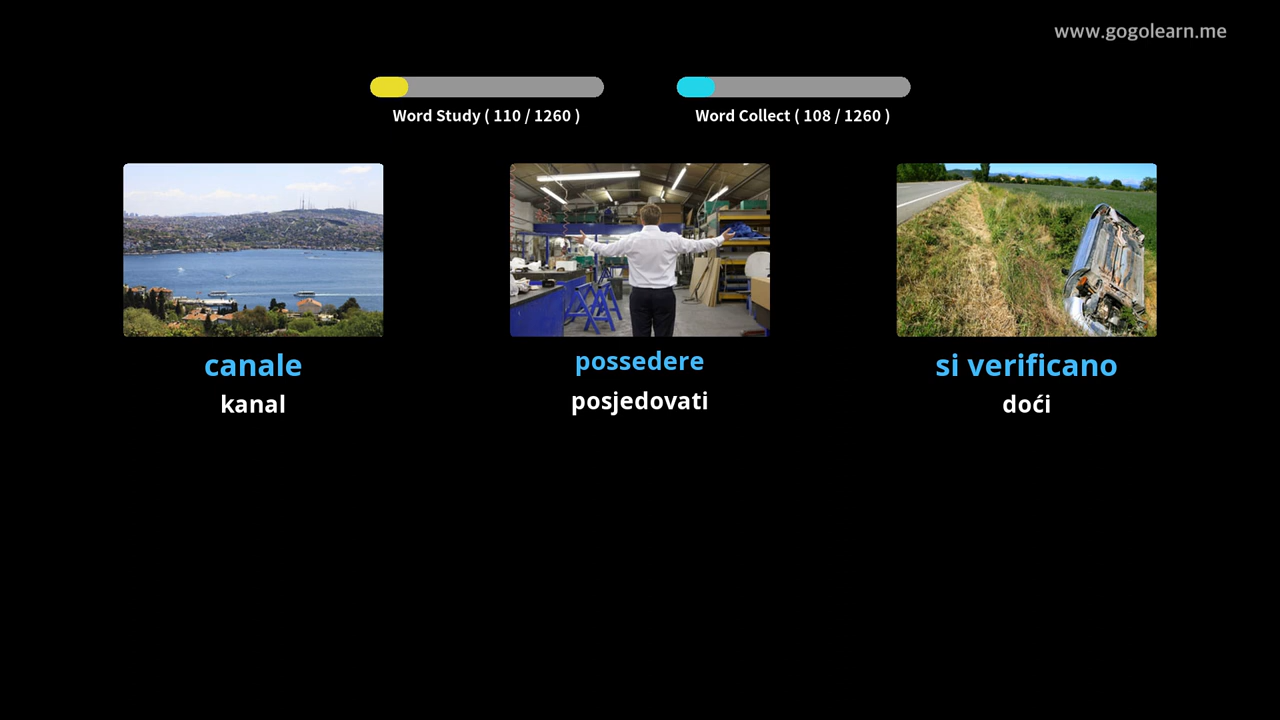 www.gogolearn.me
Word Study ( 110 / 1260 )
Word Collect ( 108 / 1260 )
canale
possedere
si verificano
kanal
posjedovati
doći